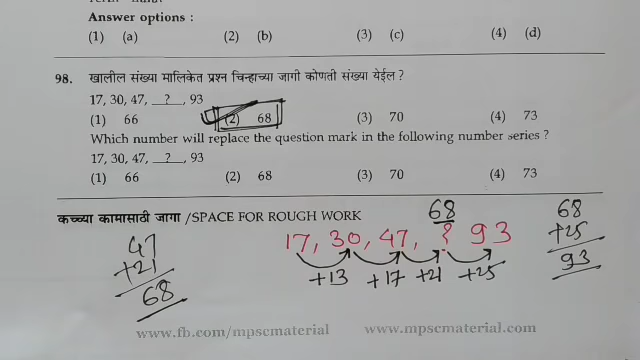 Answer options :
(1) (a) (2) (b) (3) (c) (4) (d)
98. खालील संख्या मालिकेत प्रश्न चिन्हाच्या जागी कोणती संख्या येईल ?
17, 30, 47, __?__, 93
(1) 66 (2) 68 (3) 70 (4) 73
Which number will replace the question mark in the following number series ?
17, 30, 47, __?__, 93
(1) 66 (2) 68 (3) 70 (4) 73
कच्च्या कामासाठी जागा /SPACE FOR ROUGH WORK
47
+21
68
68
17, 30, 47, ? 93
+13 +17 +21 +25
68
+25
93
www.fb.com/mpscmaterial www.mpscmaterial.com